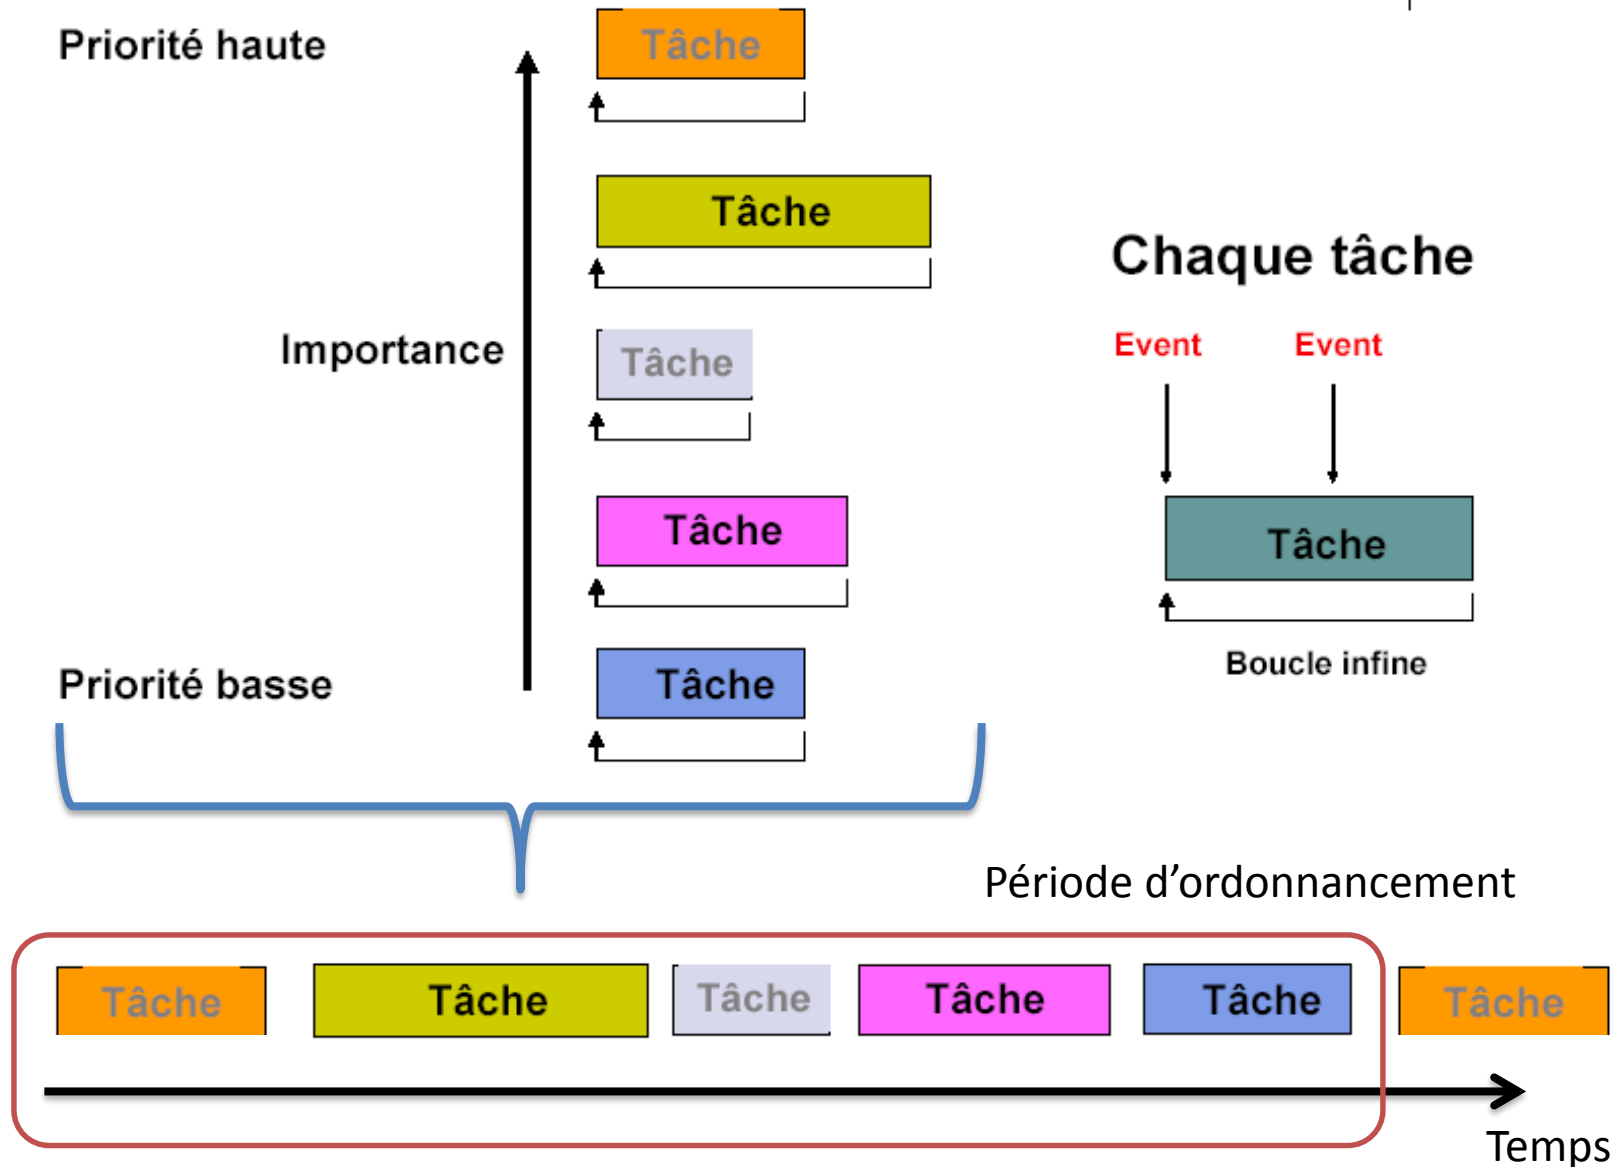 Priorité haute
Tâche
Tâche
Chaque tâche
Event Event
Importance
Tâche
Tâche
Tâche
Boucle infine
Priorité basse
Tâche
Période d’ordonnancement
Tâche Tâche Tâche Tâche Tâche Tâche
Temps